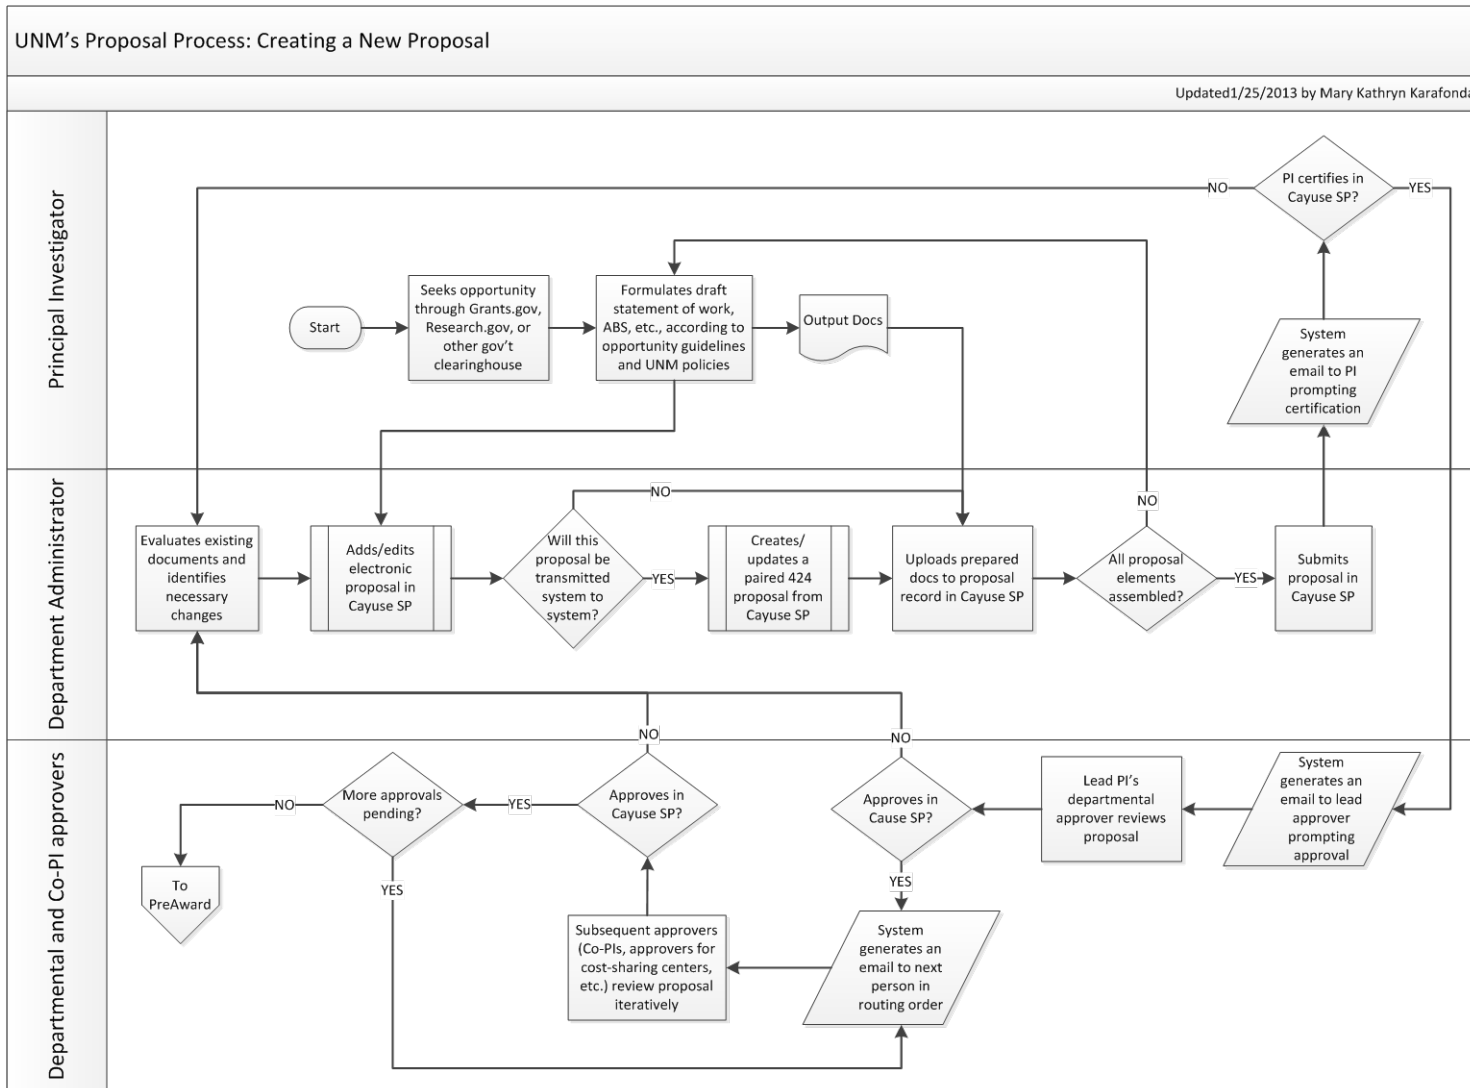 UNM's Proposal Process: Creating a New Proposal
Updated1/25/2013 by Mary Kathryn Karafonda
Principal Investigator
PI certifies in
Cayuse SP?
NO
YES
Start
Seeks opportunity
through Grants.gov,
Research.gov, or
other gov't
clearinghouse
Formulates draft
statement of work,
ABS, etc., according to
opportunity guidelines
and UNM policies
Output Docs
System
generates an
email to PI
prompting
certification
Department Administrator
Evaluates existing
documents and
identifies
necessary
changes
Adds/edits
electronic
proposal in
Cayuse SP
Will this
proposal be
transmitted
system to
system?
NO
YES
Creates/
updates a
paired 424
proposal from
Cayuse SP
Uploads prepared
docs to proposal
record in Cayuse SP
All proposal
elements
assembled?
NO
YES
Submits
proposal in
Cayuse SP
Departmental and Co-PI approvers
System
generates an
email to lead
approver
prompting
approval
Lead PI's
departmental
approver reviews
proposal
Approves in
Cause SP?
NO
YES
System
generates an
email to next
person in
routing order
Subsequent approvers
(Co-PIs, approvers for
cost-sharing centers,
etc.) review proposal
iteratively
Approves in
Cayuse SP?
NO
YES
More approvals
pending?
NO
YES
To
PreAward